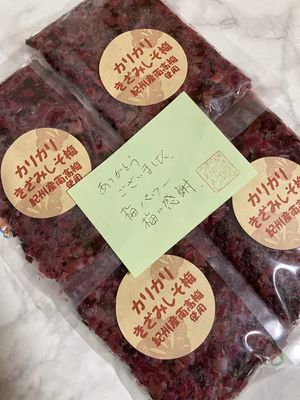 カリカリ
きざみしそ梅
紀州産南高梅
使用
ありがとう
ございました、
梅パワー
梅に感謝、
カリカリ
きざみしそ梅
紀州産南高梅
使用
カリカリ
きざみしそ梅
紀州産南高梅
使用
カリカリ
きざみしそ梅
紀州産南高梅
使用